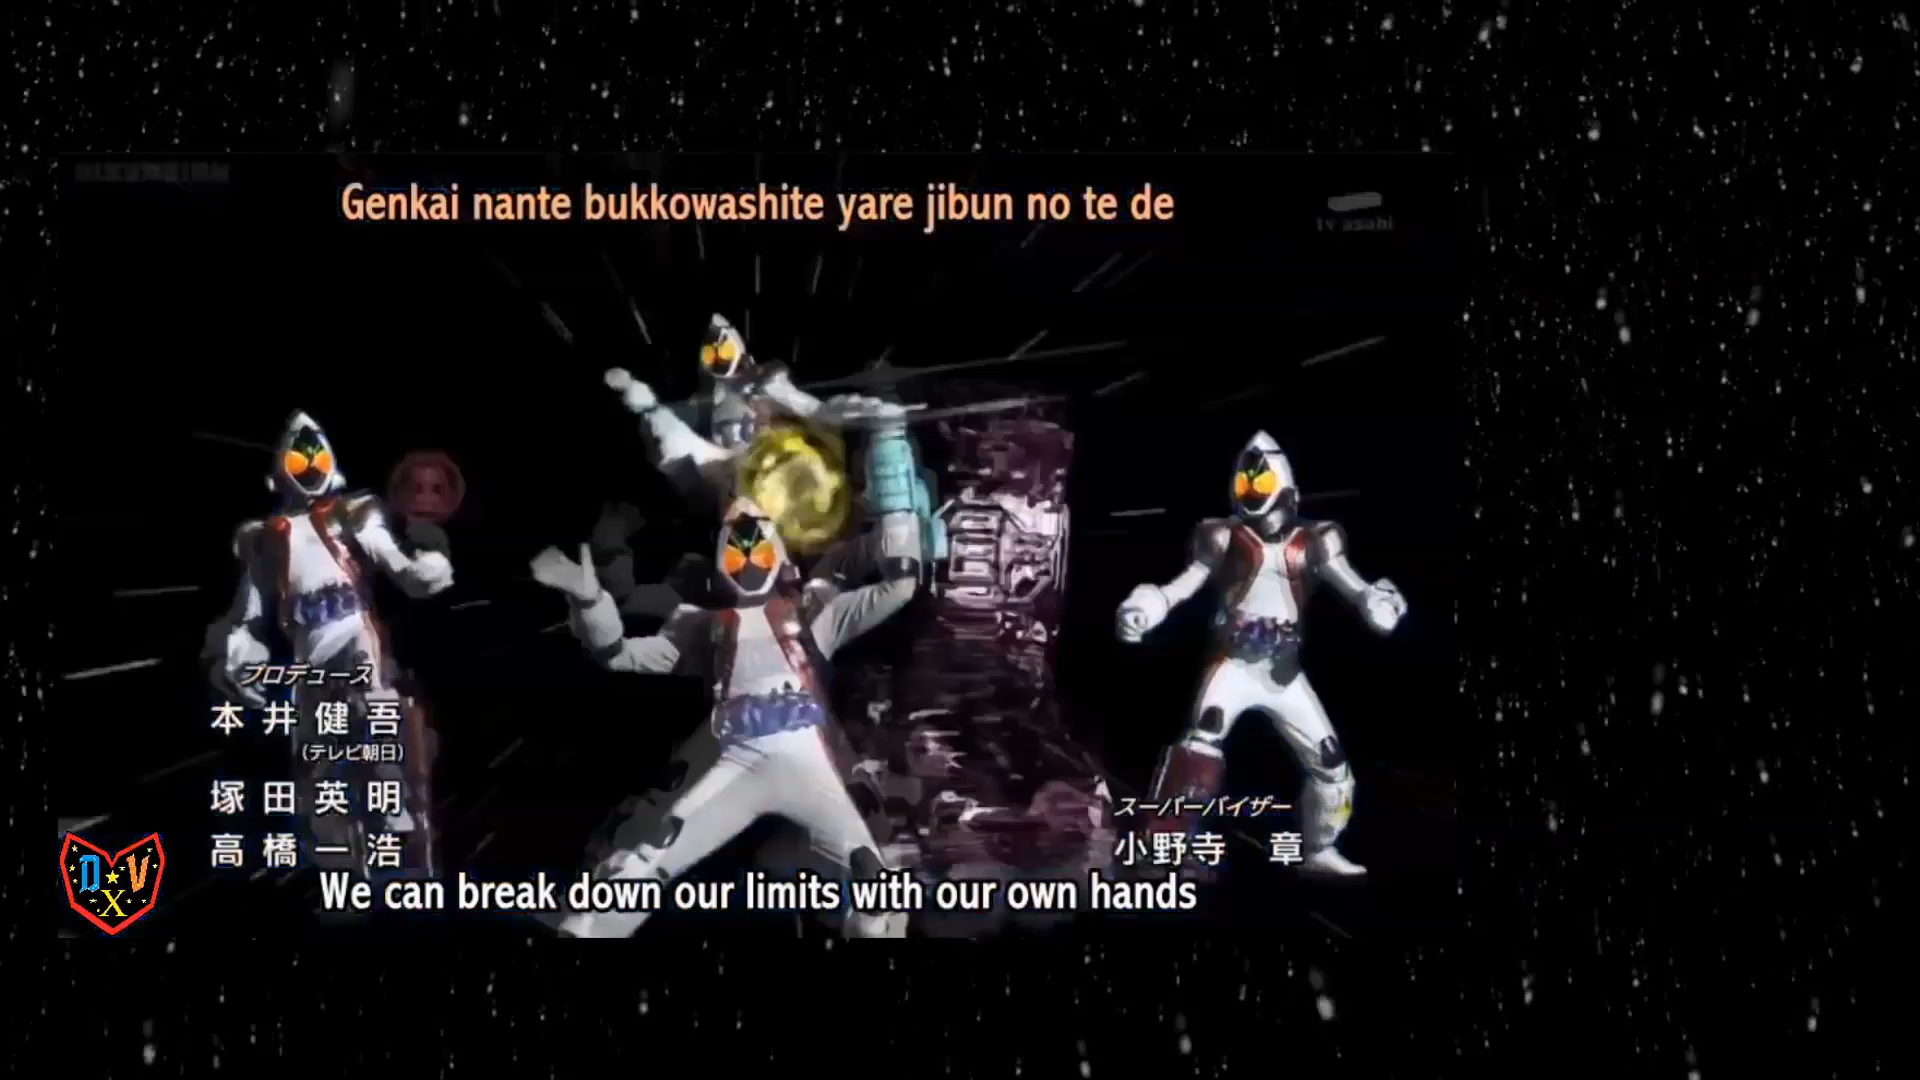 Genkai nante bukkowashite yare jibun no te de
tv asahi
プロデュース
本井健吾
(テレビ朝日)
塚田英明
高橋一浩
スーパーバイザー
小野寺 章
D X V
We can break down our limits with our own hands